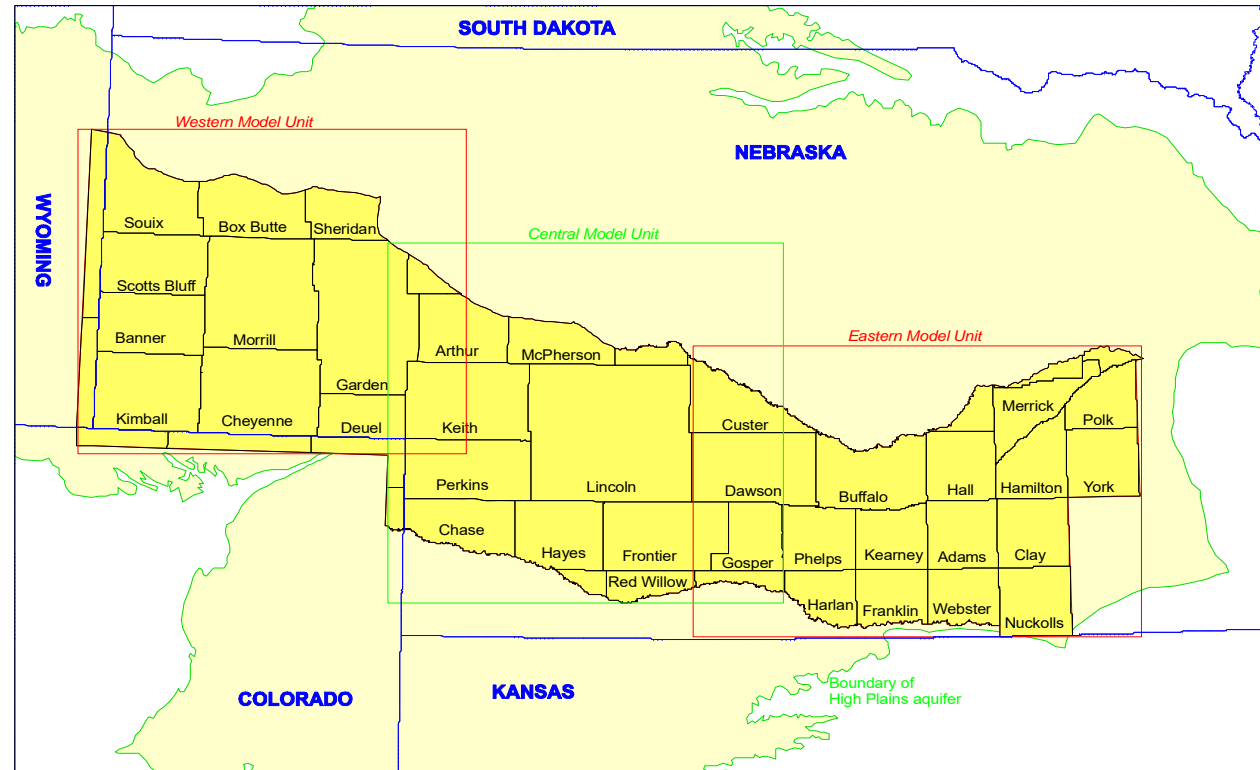 SOUTH DAKOTA
Western Model Unit
NEBRASKA
WYOMING
Souix
Box Butte
Sheridan
Central Model Unit
Scotts Bluff
Banner
Morrill
Arthur
McPherson
Eastern Model Unit
Garden
Kimball
Cheyenne
Deuel
Keith
Custer
Merrick
Polk
Perkins
Lincoln
Dawson
Buffalo
Hall
Hamilton
York
Chase
Hayes
Frontier
Gosper
Phelps
Kearney
Adams
Clay
Red Willow
Harlan
Franklin
Webster
Nuckolls
COLORADO
KANSAS
Boundary of
High Plains aquifer